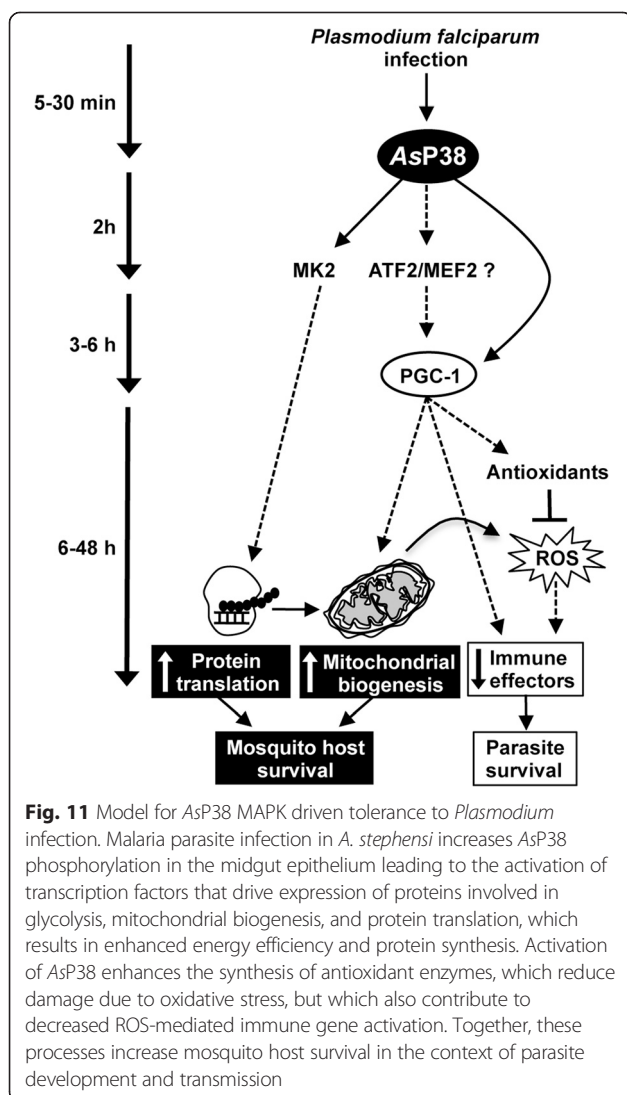 Plasmodium falciparum
infection
5-30 min
AsP38
2h
MK2
ATF2/MEF2 ?
3-6 h
PGC-1
Antioxidants
6-48 h
ROS
Protein
translation
Mitochondrial
biogenesis
Immune
effectors
Mosquito host
survival
Parasite
survival
Fig. 11 Model for AsP38 MAPK driven tolerance to Plasmodium
infection. Malaria parasite infection in A. stephensi increases AsP38
phosphorylation in the midgut epithelium leading to the activation of
transcription factors that drive expression of proteins involved in
glycolysis, mitochondrial biogenesis, and protein translation, which
results in enhanced energy efficiency and protein synthesis. Activation
of AsP38 enhances the synthesis of antioxidant enzymes, which reduce
damage due to oxidative stress, but which also contribute to
decreased ROS-mediated immune gene activation. Together, these
processes increase mosquito host survival in the context of parasite
development and transmission